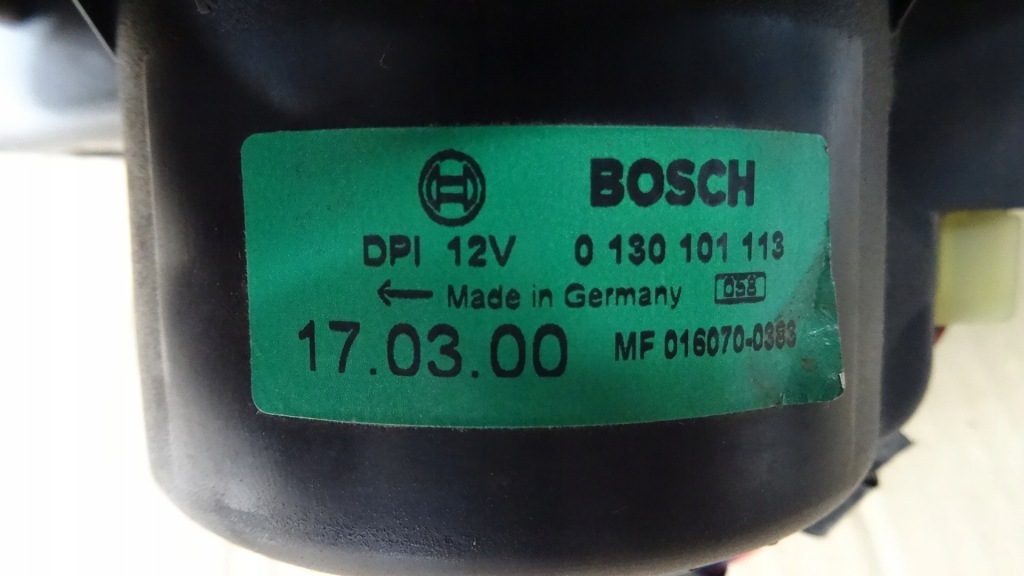 BOSCH
DPI 12V 0 130 101 113
← Made in Germany 058
17.03.00 MF 016070-0383